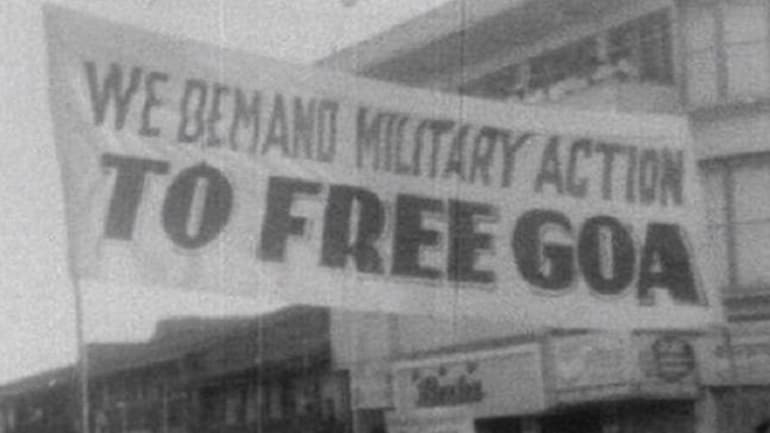 WE DEMAND MILITARY ACTION
TO FREE GOA